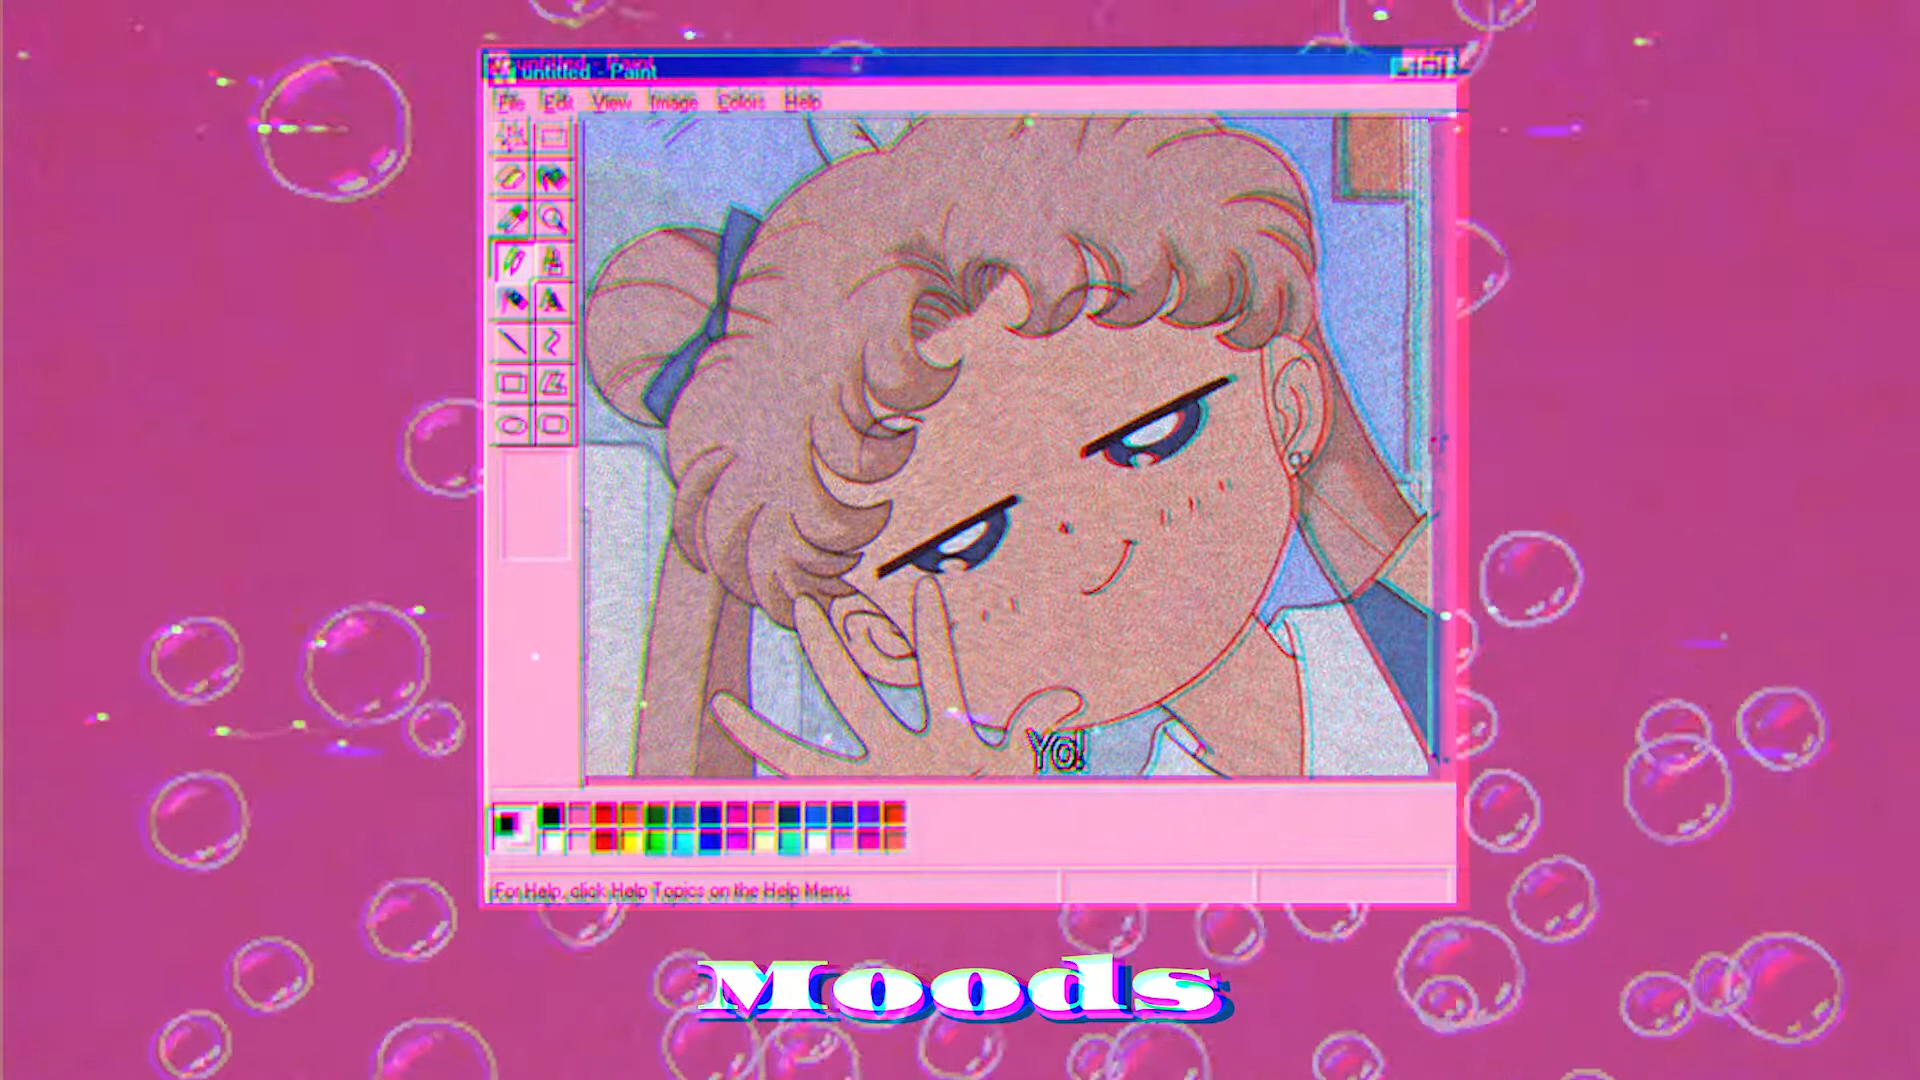 untitled - Paint
File Edit View Image Colors Help
Yo!
For Help, click Help Topics on the Help Menu.
Moods